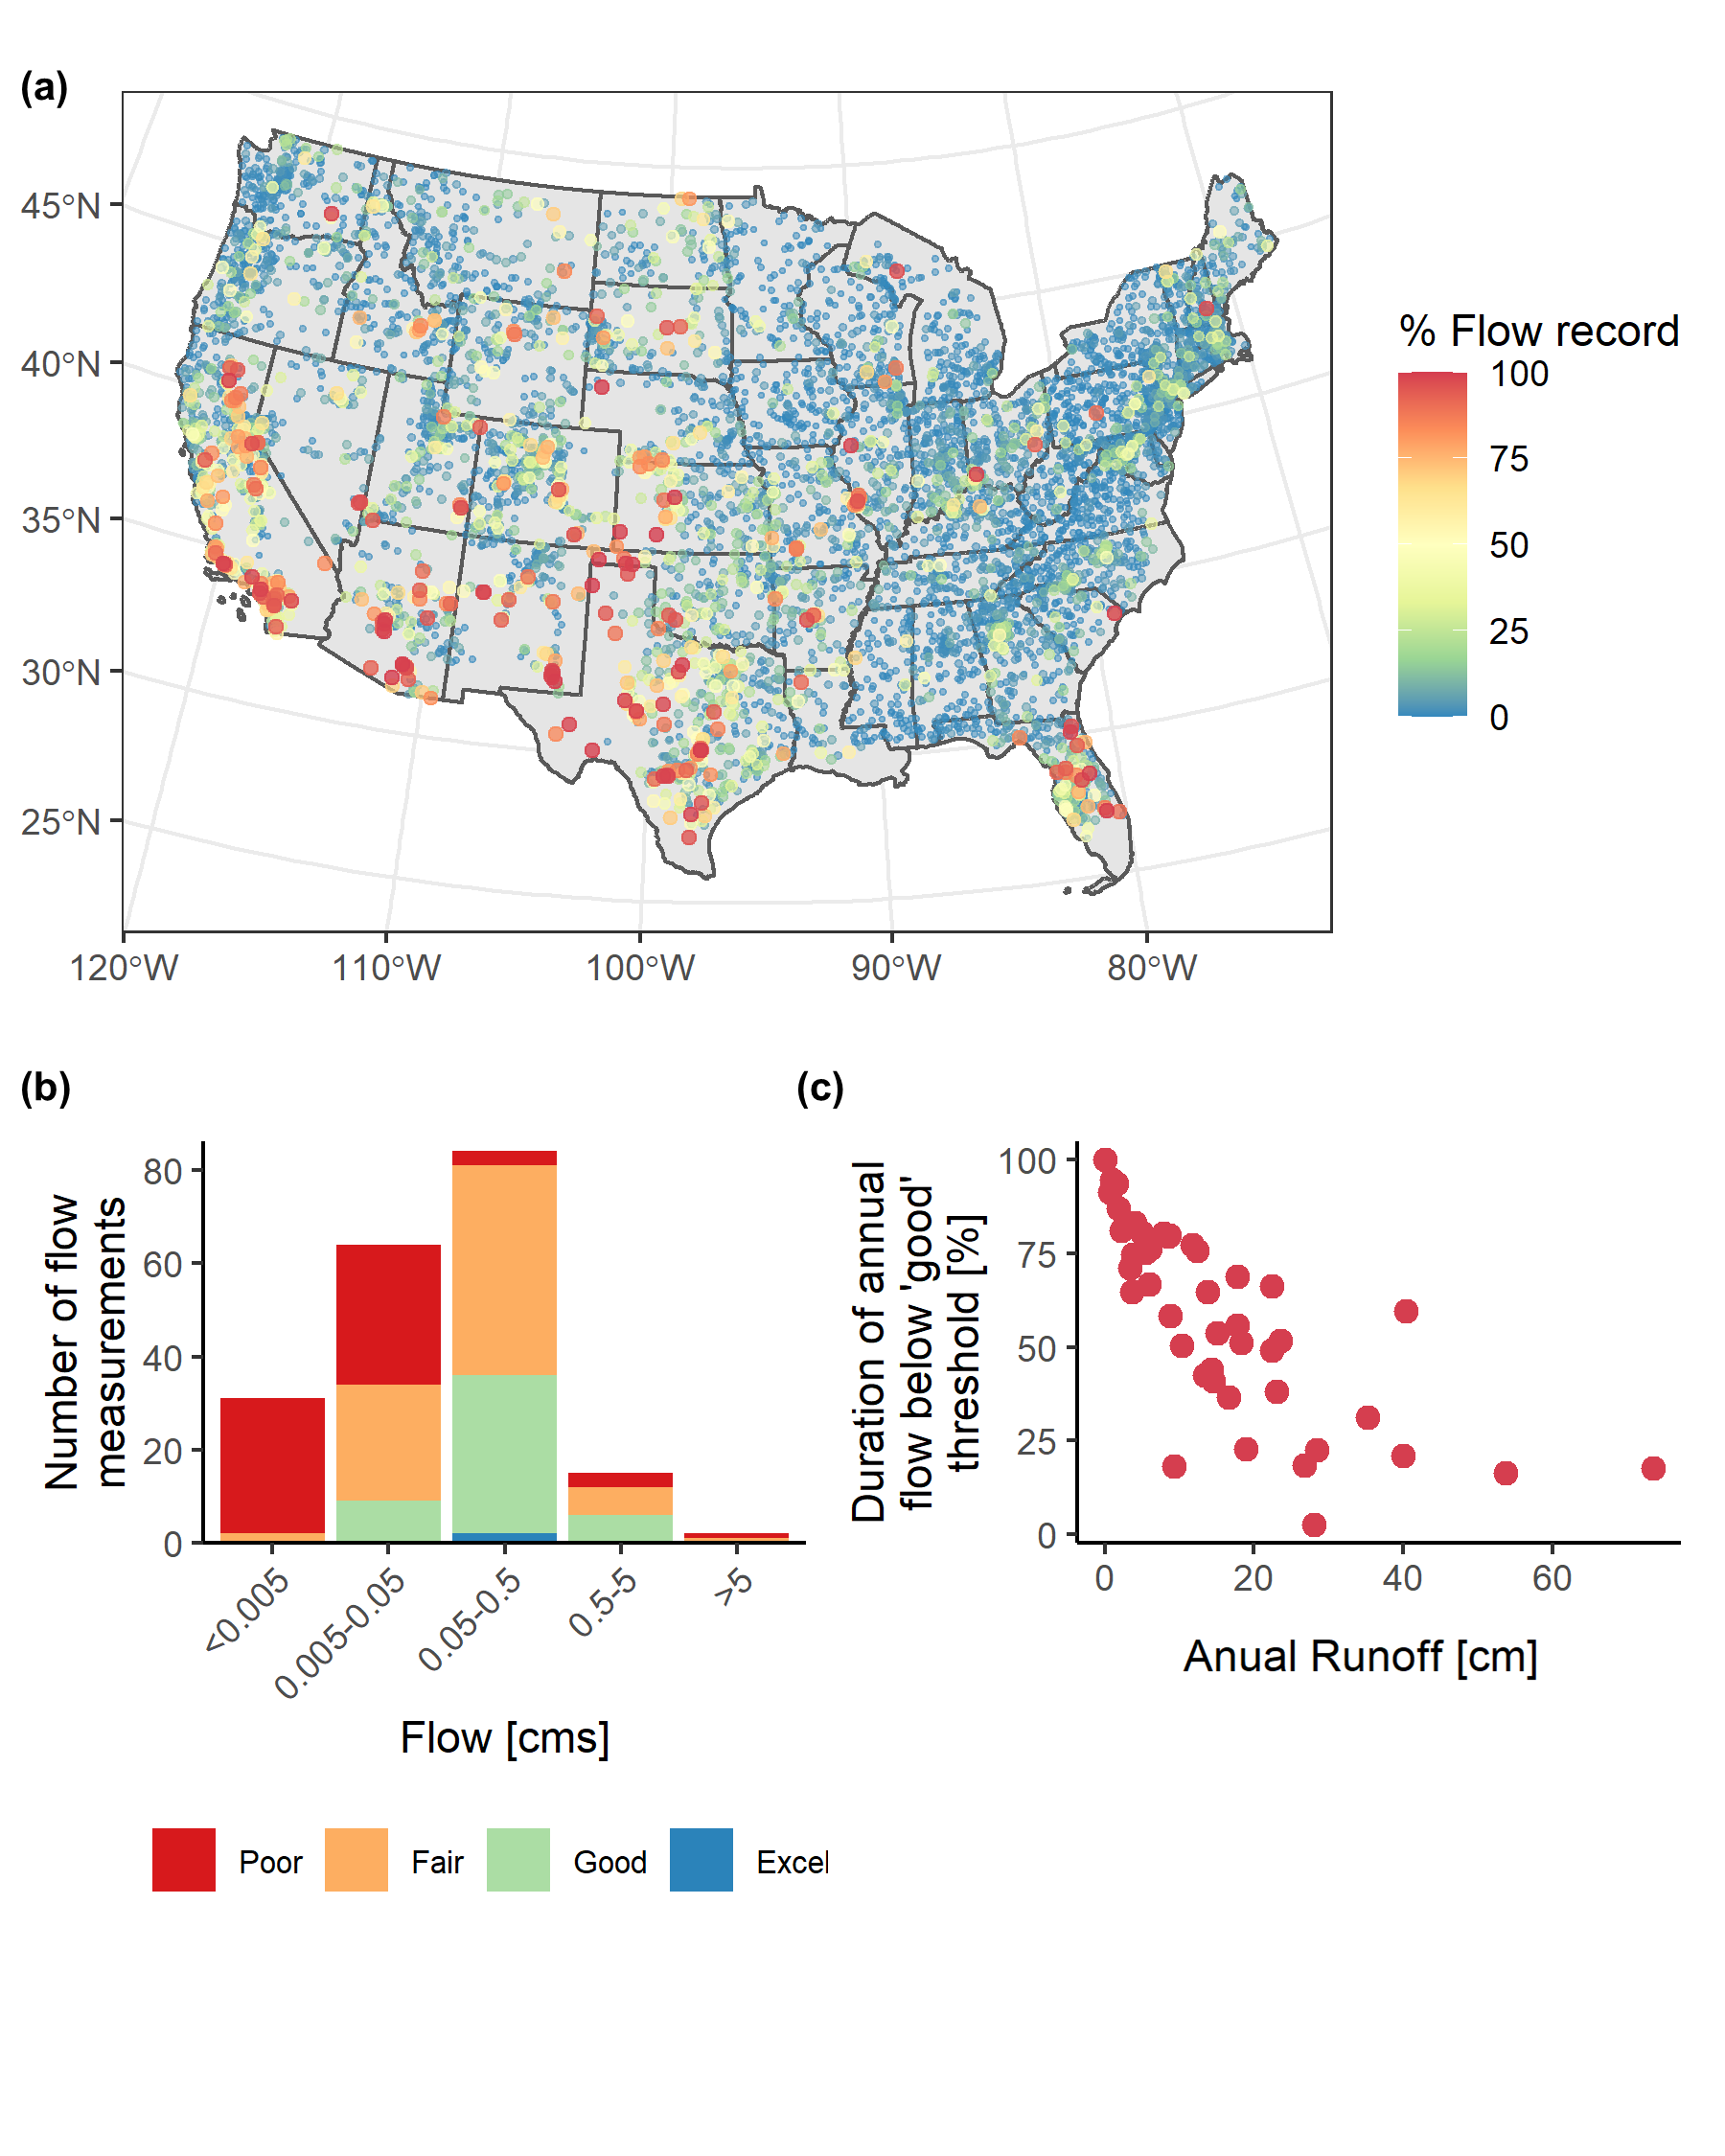 (a)
45°N
40°N
35°N
30°N
25°N
120°W
110°W
100°W
90°W
80°W
% Flow record
100
75
50
25
0
(b)
Number of flow
measurements
80
60
40
20
0
<0.005
0.005-0.05
0.05-0.5
0.5-5
>5
Flow [cms]
Poor
Fair
Good
Excel
(c)
Duration of annual
flow below 'good'
threshold [%]
100
75
50
25
0
0
20
40
60
Anual Runoff [cm]